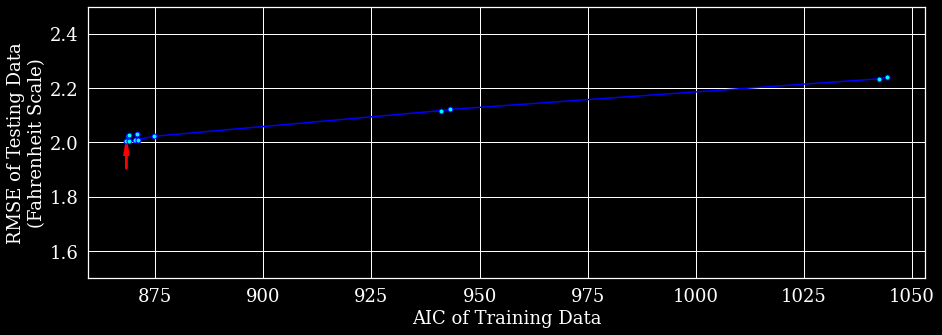 RMSE of Testing Data
(Fahrenheit Scale)
2.4
2.2
2.0
1.8
1.6
875 900 925 950 975 1000 1025 1050
AIC of Training Data